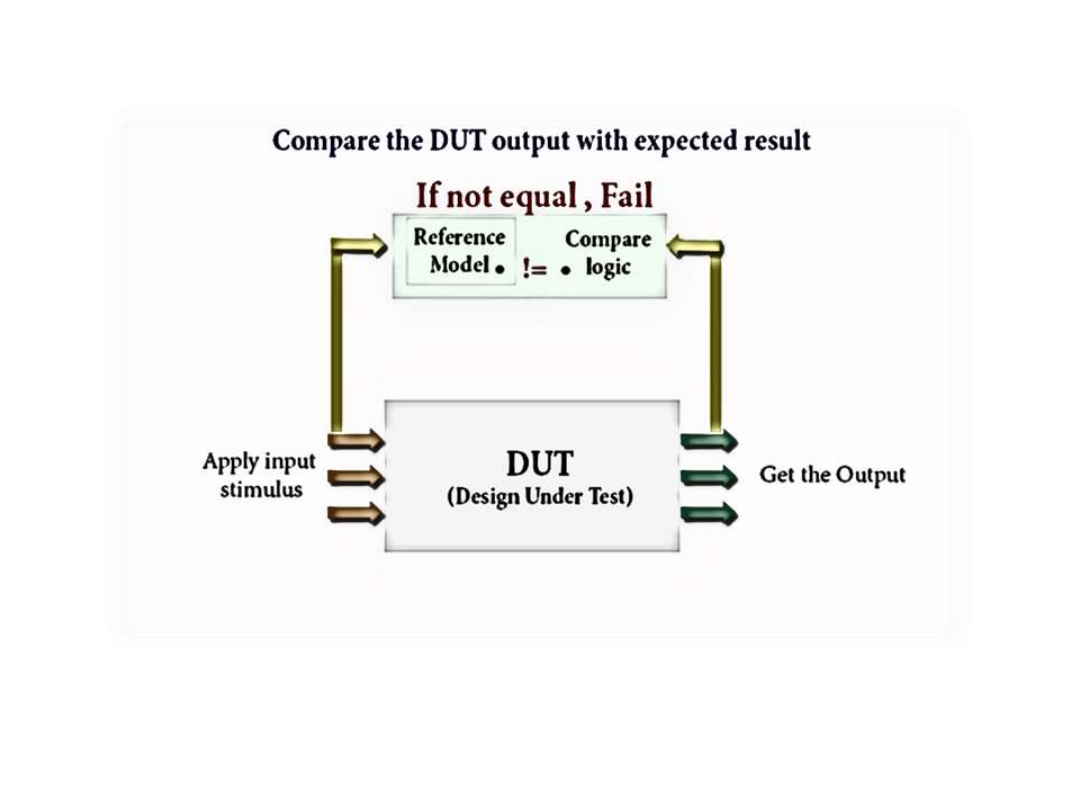 Compare the DUT output with expected result
If not equal , Fail
Reference
Model •
!=
• Compare
logic
Apply input
stimulus
DUT
(Design Under Test)
Get the Output